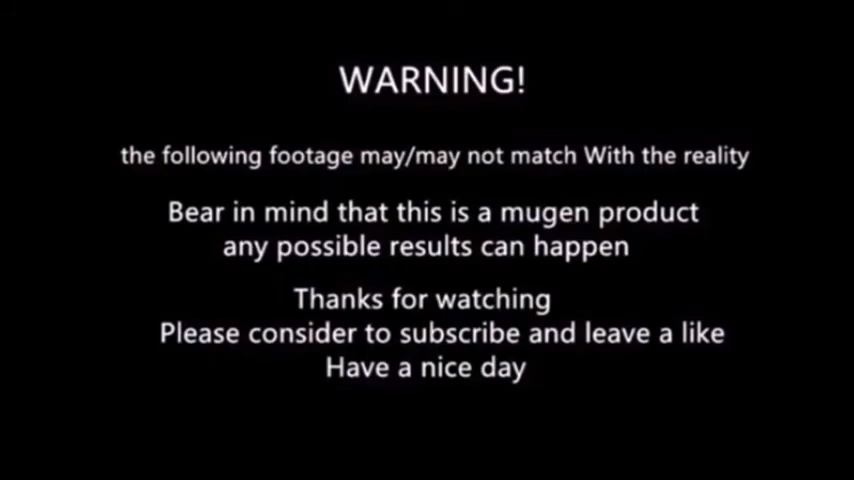 WARNING!
the following footage may/may not match With the reality
Bear in mind that this is a mugen product
any possible results can happen
Thanks for watching
Please consider to subscribe and leave a like
Have a nice day